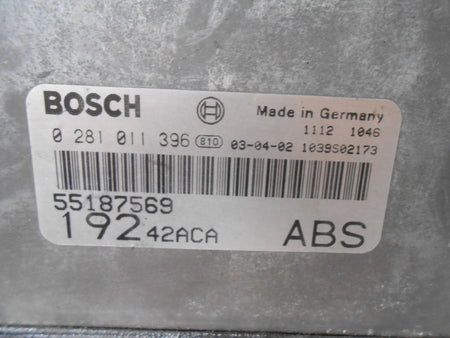 BOSCH Made in Germany
1112 1046
0 281 011 396 810 03-04-02 1039S02173
55187569
192 42ACA ABS